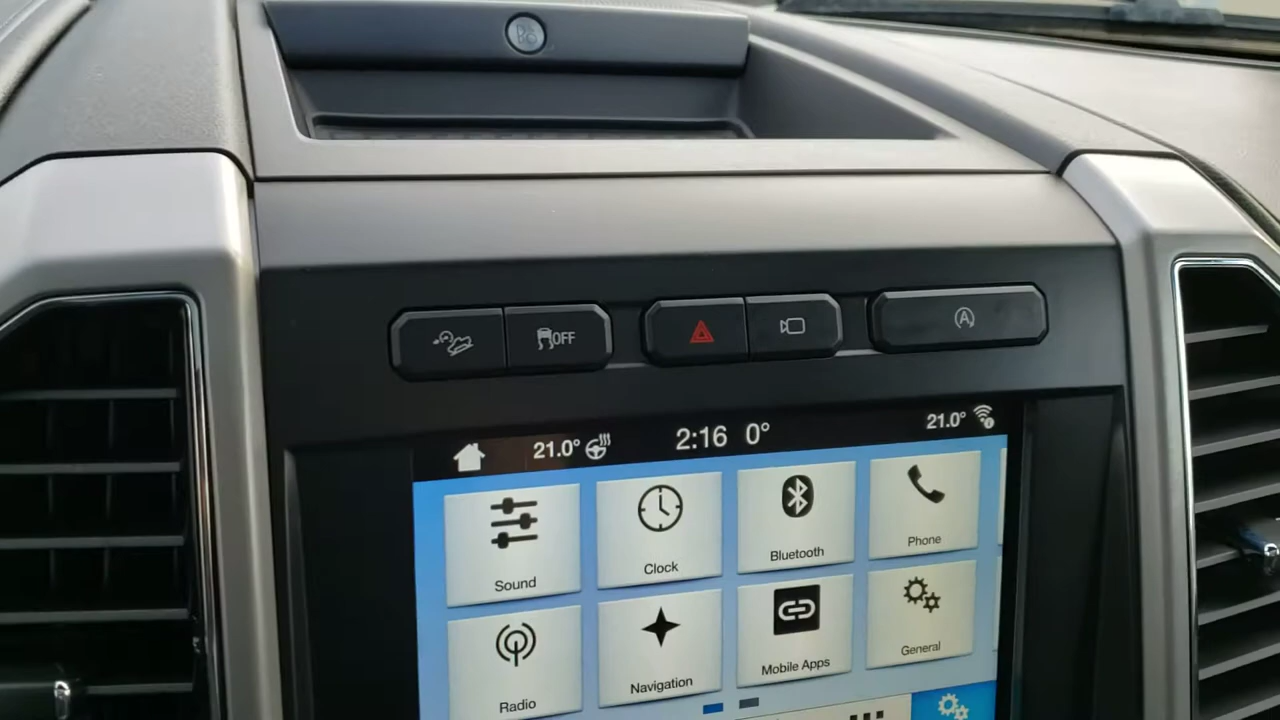 B&O
OFF
A
21.0°
2:16 0°
21.0°
Sound
Clock
Bluetooth
Phone
Radio
Navigation
Mobile Apps
General